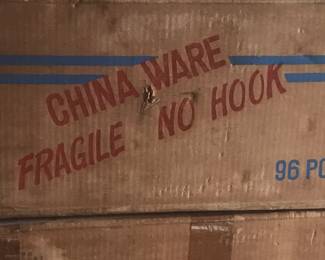 CHINA WARE
FRAGILE NO HOOK
96 PC